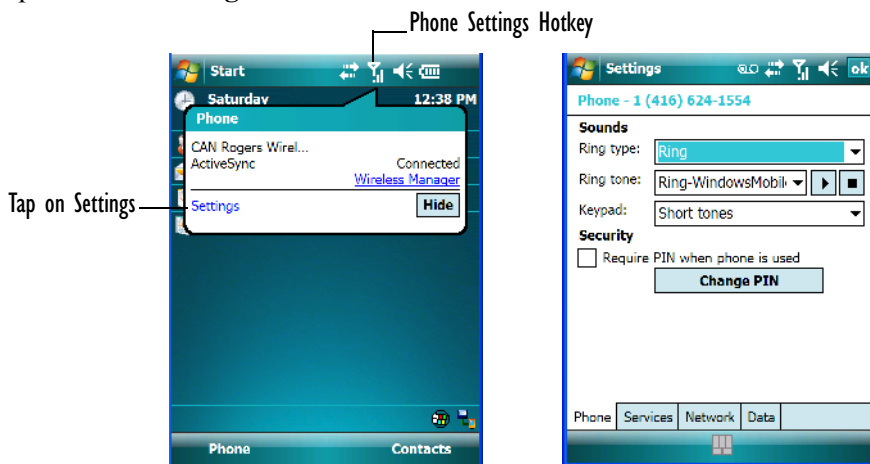 Phone Settings Hotkey
Start
Saturday
12:38 PM
Phone
CAN Rogers Wirel...
ActiveSync
Connected
Wireless Manager
Settings
Hide
Tap on Settings
Phone
Contacts
Settings
ok
Phone - 1 (416) 624-1554
Sounds
Ring type:
Ring
Ring tone:
Ring-WindowsMobil
Keypad:
Short tones
Security
Require PIN when phone is used
Change PIN
Phone
Services
Network
Data